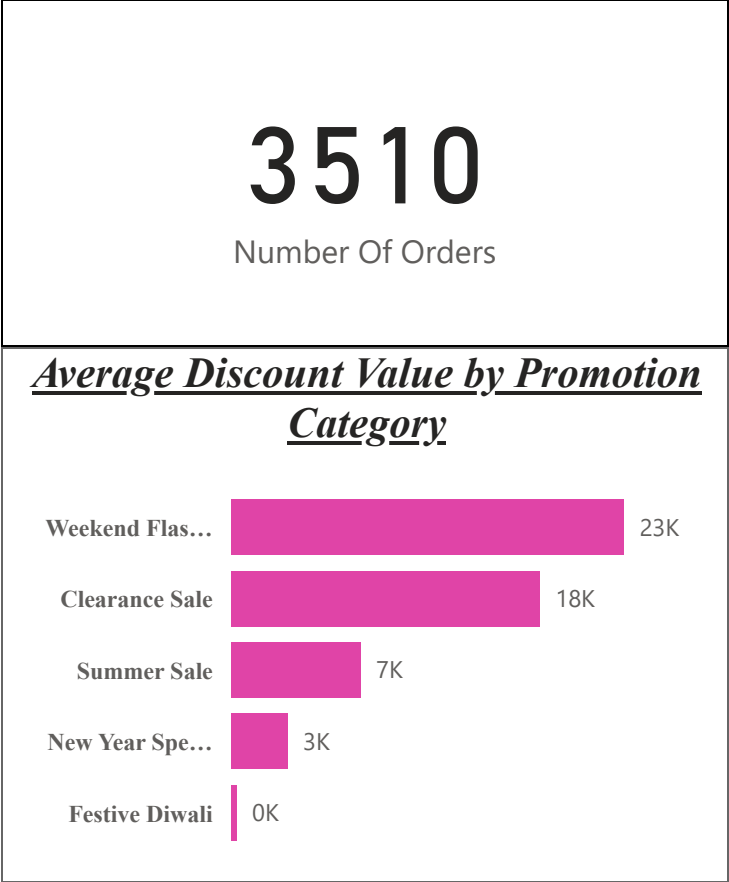 3510
Number Of Orders
Average Discount Value by Promotion
Category
Weekend Flas… 23K
Clearance Sale 18K
Summer Sale 7K
New Year Spe… 3K
Festive Diwali 0K